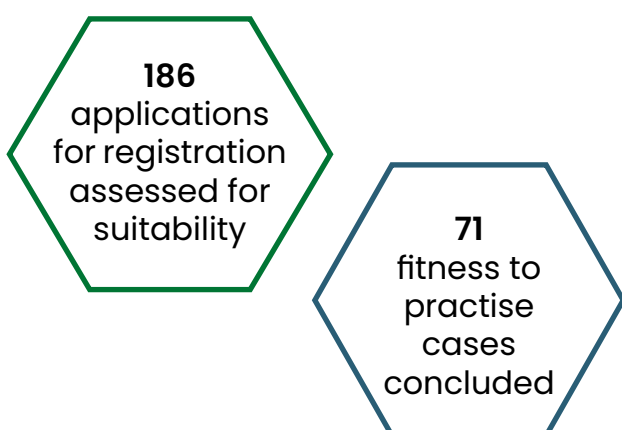 186
applications
for registration
assessed for
suitability
71
fitness to
practise
cases
concluded